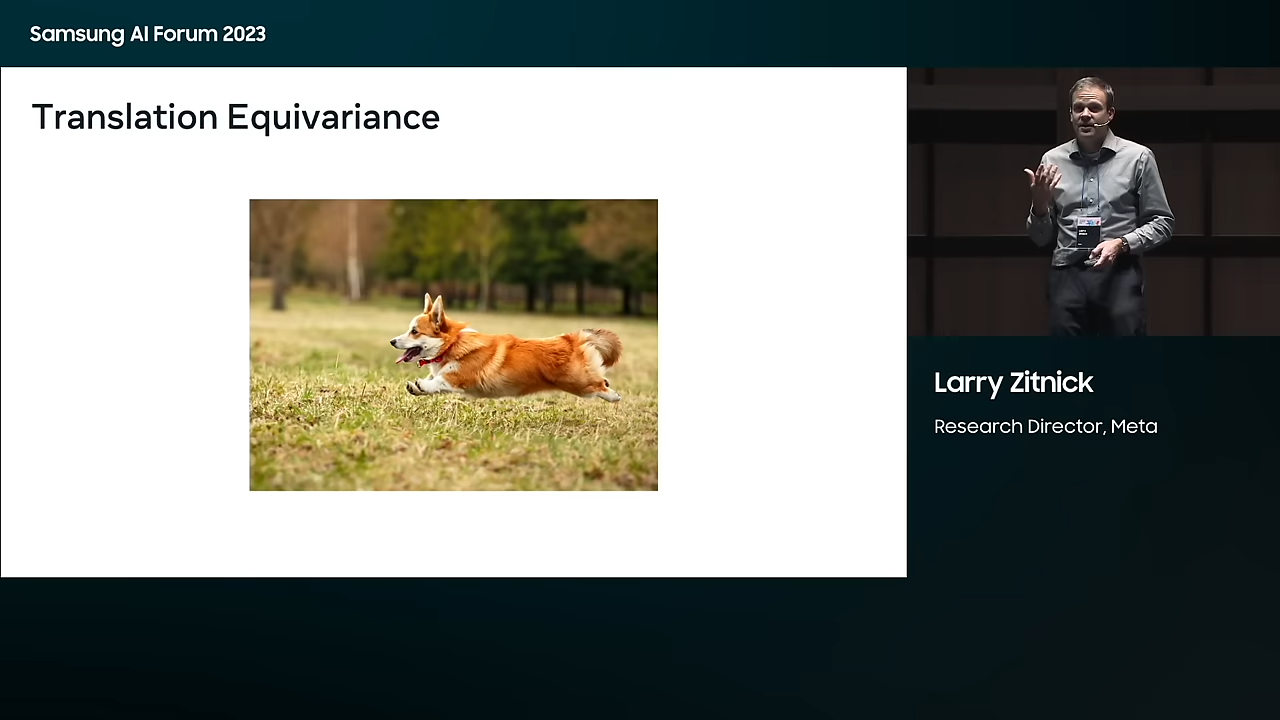 Samsung AI Forum 2023
Translation Equivariance
Larry Zitnick
Research Director, Meta